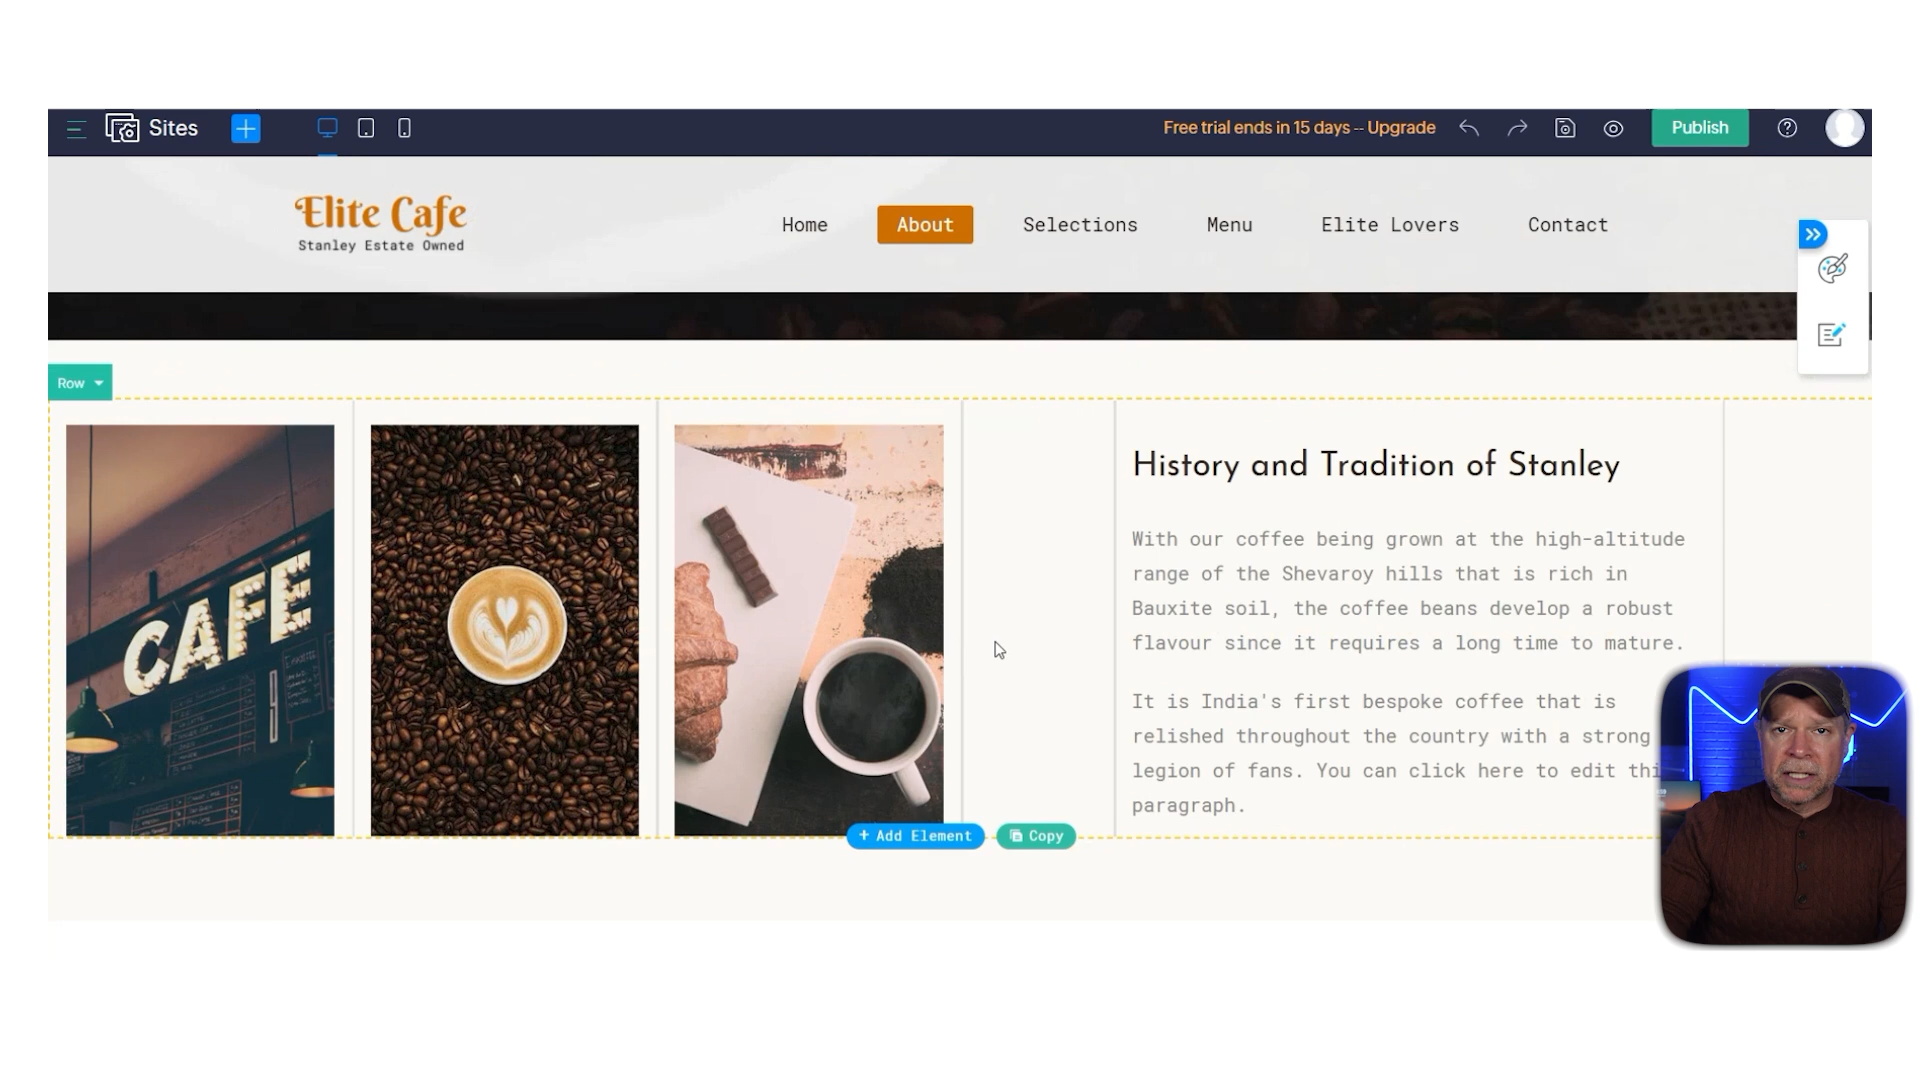 Sites
Free trial ends in 15 days -- Upgrade
Publish
Elite Cafe
Stanley Estate Owned
Home
About
Selections
Menu
Elite Lovers
Contact
Row
CAFE
History and Tradition of Stanley
With our coffee being grown at the high-altitude
range of the Shevaroy hills that is rich in
Bauxite soil, the coffee beans develop a robust
flavour since it requires a long time to mature.
It is India's first bespoke coffee that is
relished throughout the country with a strong
legion of fans. You can click here to edit thi
paragraph.
+ Add Element
Copy